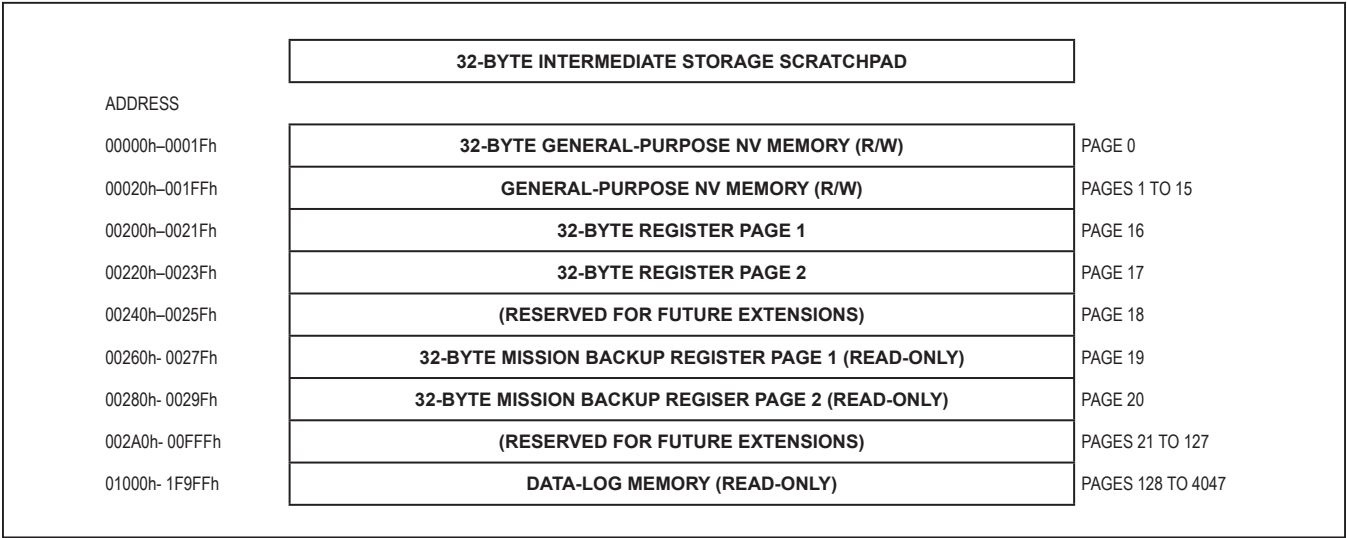 32-BYTE INTERMEDIATE STORAGE SCRATCHPAD
ADDRESS
00000h–0001Fh 32-BYTE GENERAL-PURPOSE NV MEMORY (R/W) PAGE 0
00020h–001FFh GENERAL-PURPOSE NV MEMORY (R/W) PAGES 1 TO 15
00200h–0021Fh 32-BYTE REGISTER PAGE 1 PAGE 16
00220h–0023Fh 32-BYTE REGISTER PAGE 2 PAGE 17
00240h–0025Fh (RESERVED FOR FUTURE EXTENSIONS) PAGE 18
00260h- 0027Fh 32-BYTE MISSION BACKUP REGISTER PAGE 1 (READ-ONLY) PAGE 19
00280h- 0029Fh 32-BYTE MISSION BACKUP REGISER PAGE 2 (READ-ONLY) PAGE 20
002A0h- 00FFFh (RESERVED FOR FUTURE EXTENSIONS) PAGES 21 TO 127
01000h- 1F9FFh DATA-LOG MEMORY (READ-ONLY) PAGES 128 TO 4047